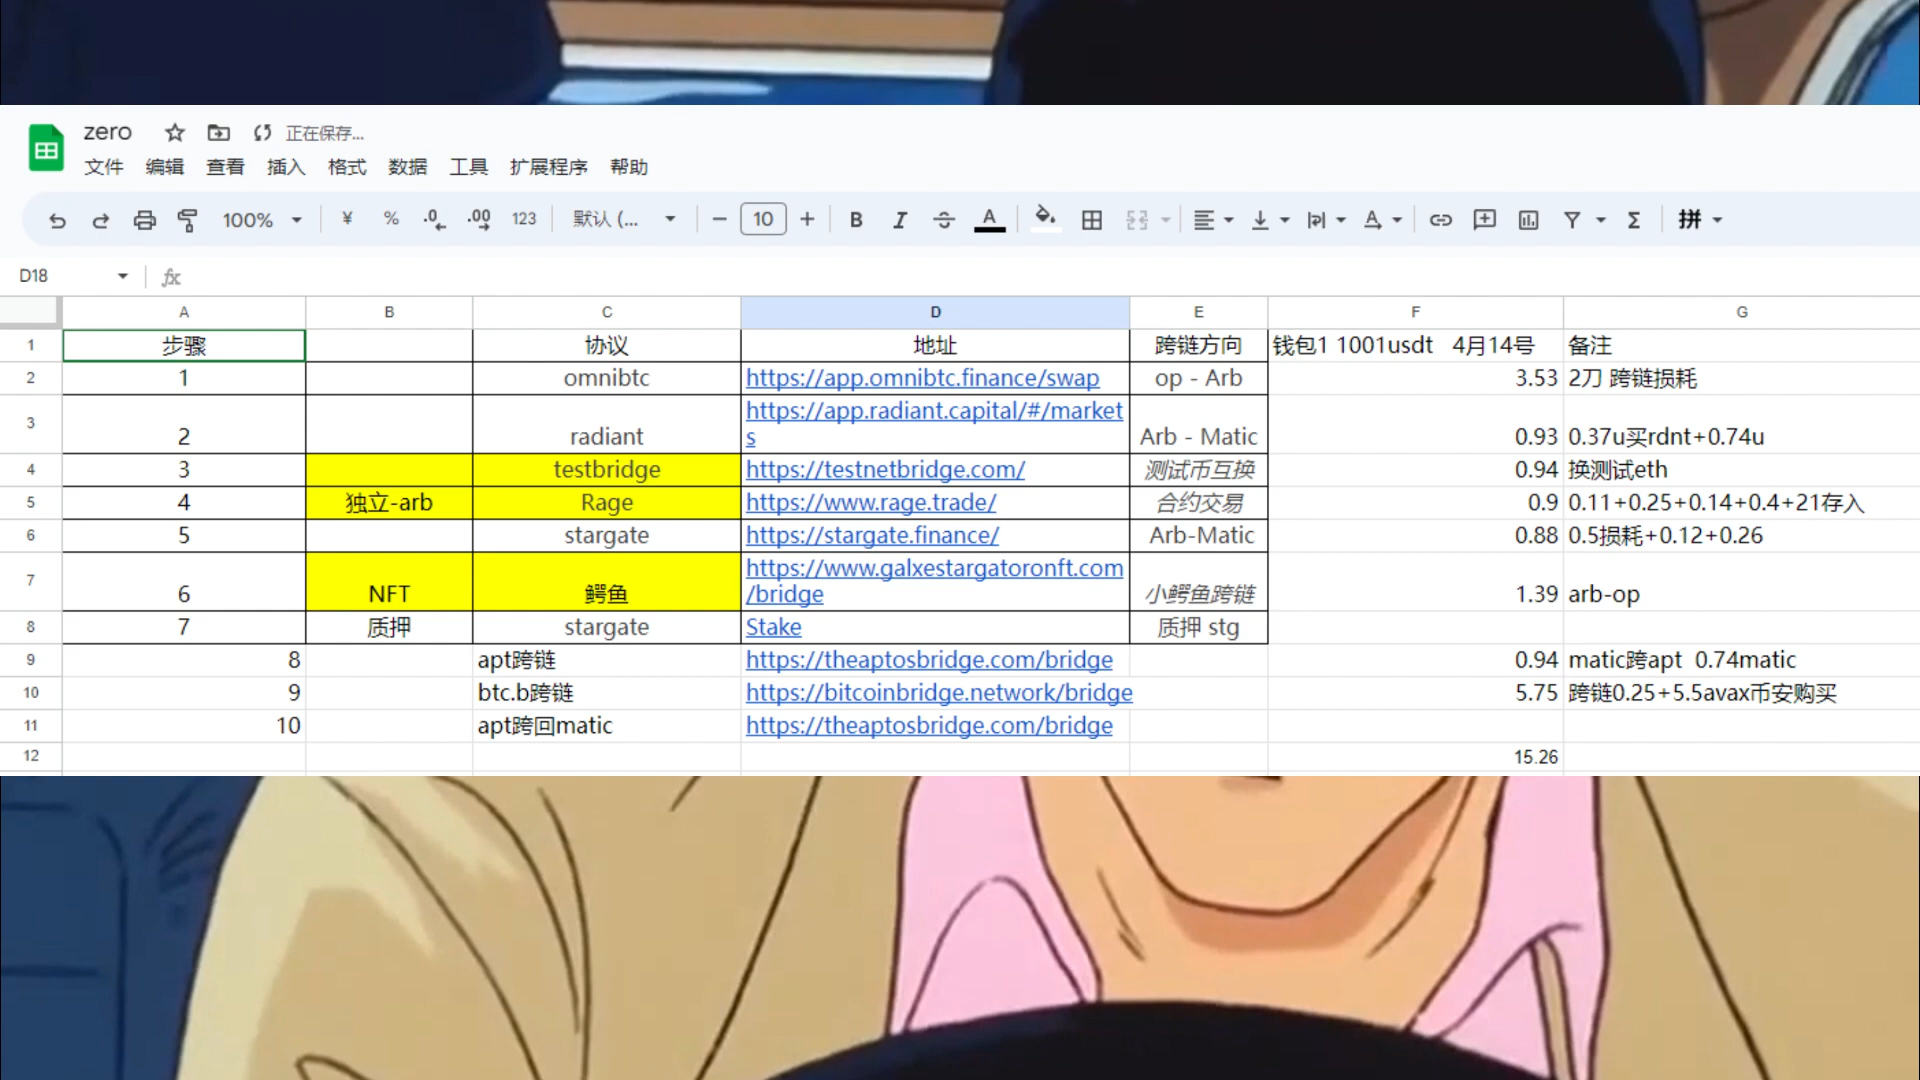 zero 正在保存...
文件 编辑 查看 插入 格式 数据 工具 扩展程序 帮助
100% ¥ % .0 .00 123 默认 (... − 10 + B I A 拼
D18 fx
A B C D E F G
1 步骤 协议 地址 跨链方向 钱包1 1001usdt 4月14号 备注
2 1 omnibtc https://app.omnibtc.finance/swap op - Arb 3.53 2刀 跨链损耗
https://app.radiant.capital/#/market
3 2 radiant s Arb - Matic 0.93 0.37u买rdnt+0.74u
4 3 testbridge https://testnetbridge.com/ 测试币互换 0.94 换测试eth
5 4 独立-arb Rage https://www.rage.trade/ 合约交易 0.9 0.11+0.25+0.14+0.4+21存入
6 5 stargate https://stargate.finance/ Arb-Matic 0.88 0.5损耗+0.12+0.26
https://www.galxestargatoronft.com
7 6 NFT 鳄鱼 /bridge 小鳄鱼跨链 1.39 arb-op
8 7 质押 stargate Stake 质押 stg
9 8 apt跨链 https://theaptosbridge.com/bridge 0.94 matic跨apt 0.74matic
10 9 btc.b跨链 https://bitcoinbridge.network/bridge 5.75 跨链0.25+5.5avax币安购买
11 10 apt跨回matic https://theaptosbridge.com/bridge
12 15.26